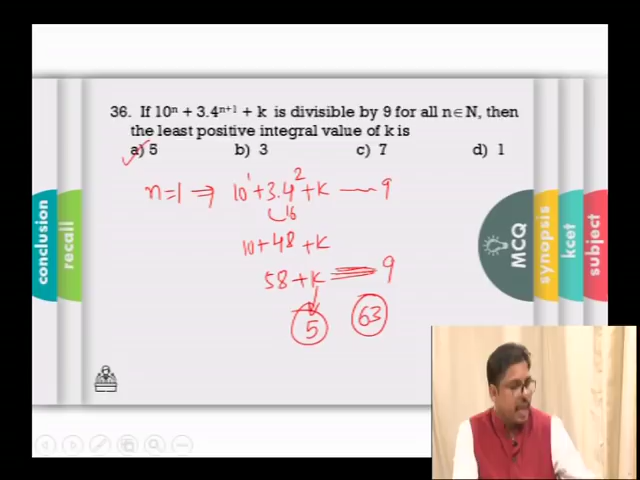 36. If 10ⁿ + 3.4ⁿ⁺¹ + k is divisible by 9 for all n∈N, then
the least positive integral value of k is
a) 5 b) 3 c) 7 d) 1
n=1 ⇒ 10¹+3.4²+k — 9
16
10+48+k
58+k 9
5 63
conclusion
recall
MCQ
synopsis
kcet
subject